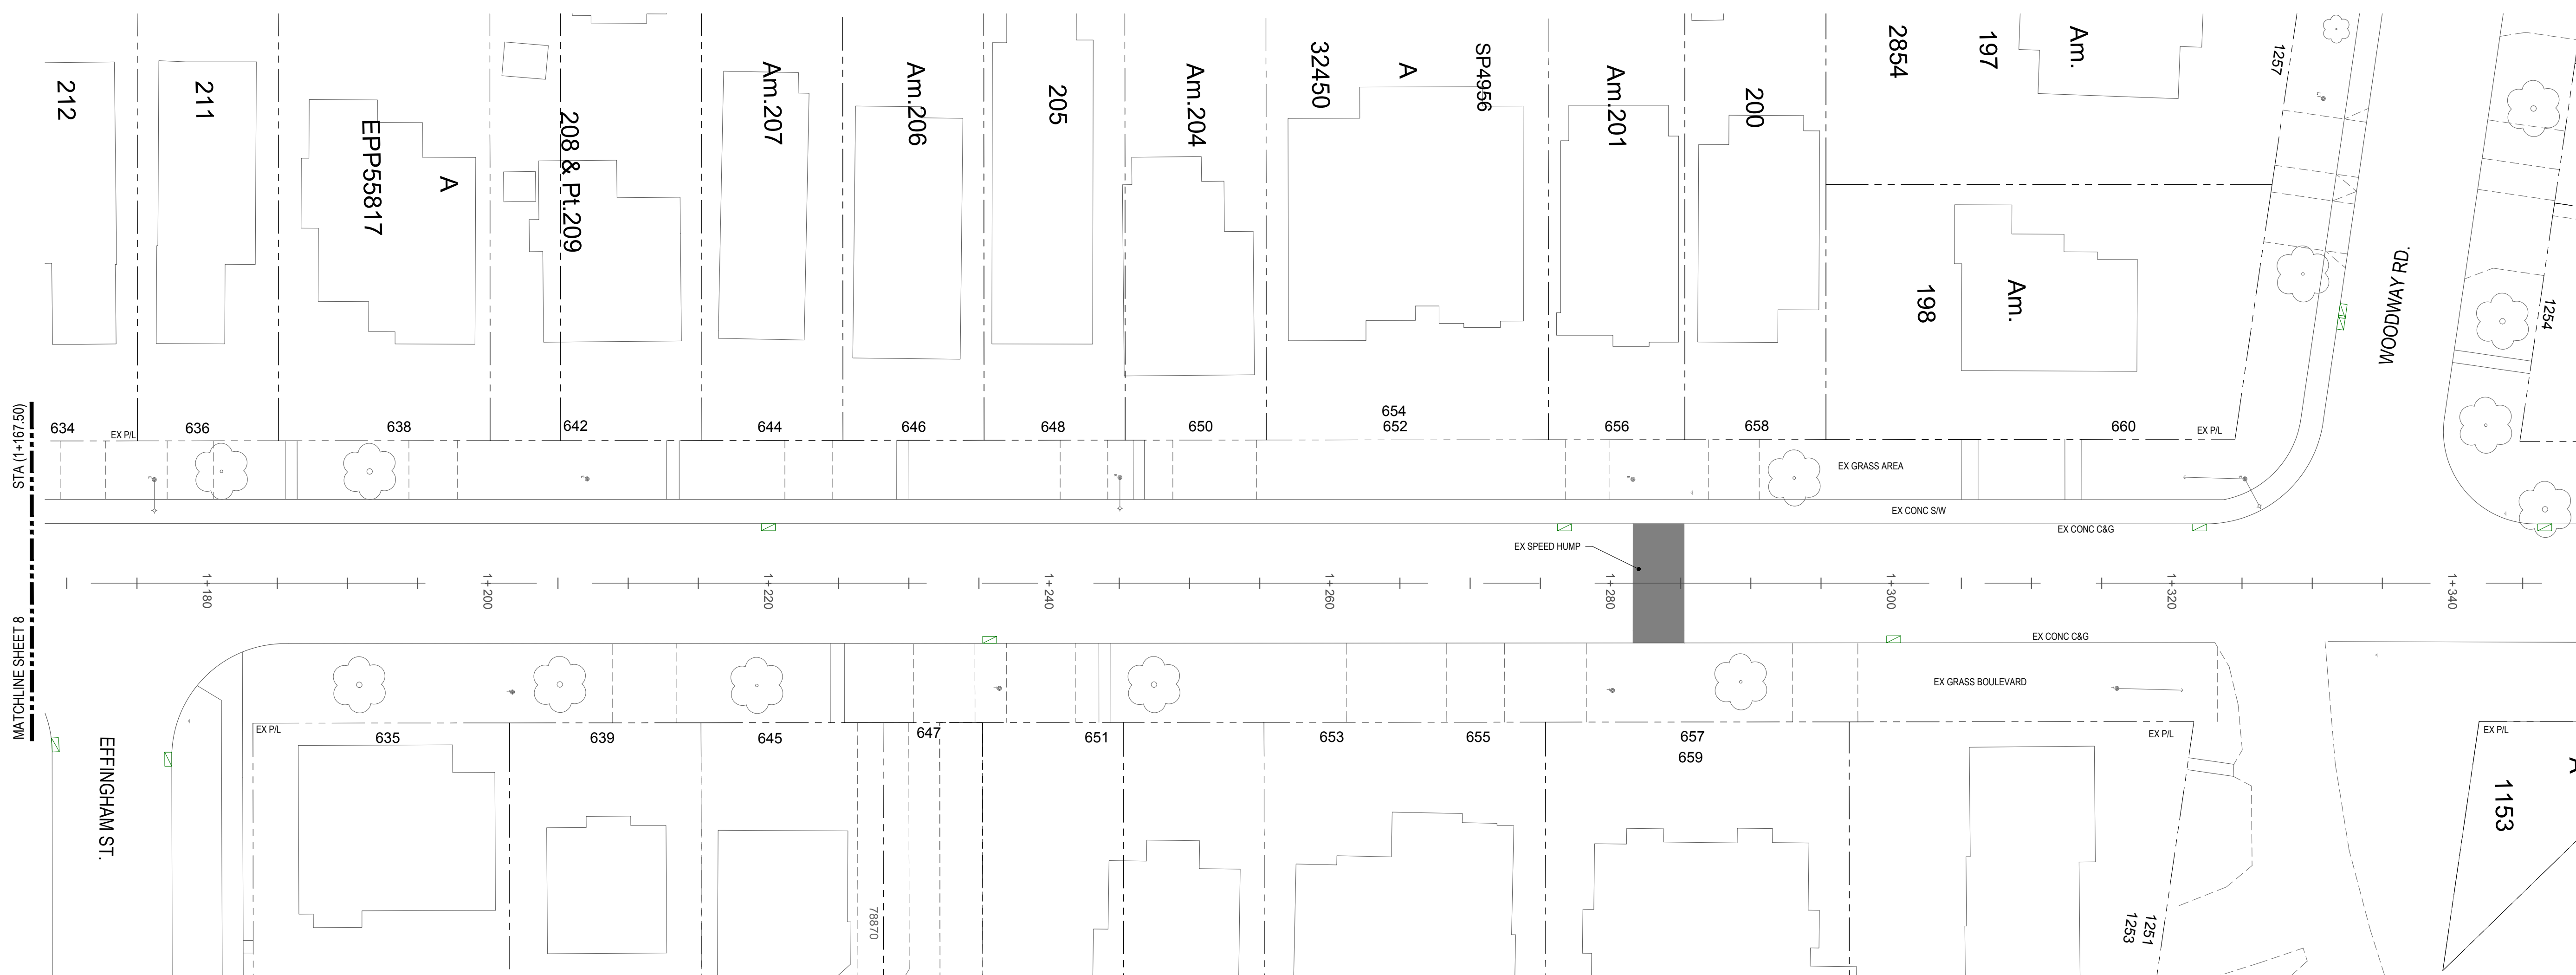 212
211
EPP55817
A
208 & Pt.209
Am.207
Am.206
205
Am.204
32450
A
SP4956
Am.201
200
2854
197
Am.
1257
198
Am.
WOODWAY RD.
1254
STA (1+167.50)
MATCHLINE SHEET 8
634
EX P/L
636
638
642
644
646
648
650
654
652
656
658
660
EX P/L
EX GRASS AREA
EX CONC S/W
EX CONC C&G
EX SPEED HUMP
1+180
1+200
1+220
1+240
1+260
1+280
1+300
1+320
1+340
EX CONC C&G
EX GRASS BOULEVARD
EFFINGHAM ST.
EX P/L
635
639
645
647
651
653
655
657
659
EX P/L
EX P/L
78870
1251
1253
1153
A